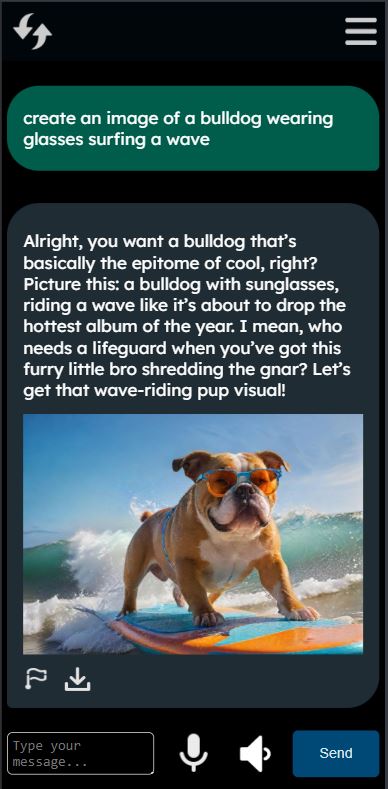 create an image of a bulldog wearing
glasses surfing a wave
Alright, you want a bulldog that's
basically the epitome of cool, right?
Picture this: a bulldog with sunglasses,
riding a wave like it's about to drop the
hottest album of the year. I mean, who
needs a lifeguard when you've got this
furry little bro shredding the gnar? Let's
get that wave-riding pup visual!
Type your
message...
Send